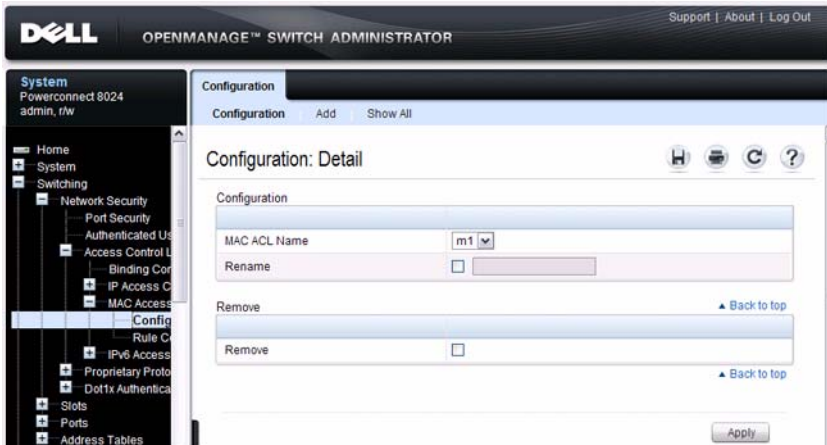 Support | About | Log Out
DELL
OPENMANAGE™ SWITCH ADMINISTRATOR
System
Powerconnect 8024
admin, r/w
Home
System
Switching
Network Security
Port Security
Authenticated Us
Access Control L
Binding Cor
IP Access C
MAC Access
Config
Rule C
IPv6 Access
Proprietary Proto
Dot1x Authentica
Slots
Ports
Address Tables
Configuration
Configuration Add Show All
Configuration: Detail
Configuration
MAC ACL Name m1
Rename
Remove ▲ Back to top
Remove
▲ Back to top
Apply